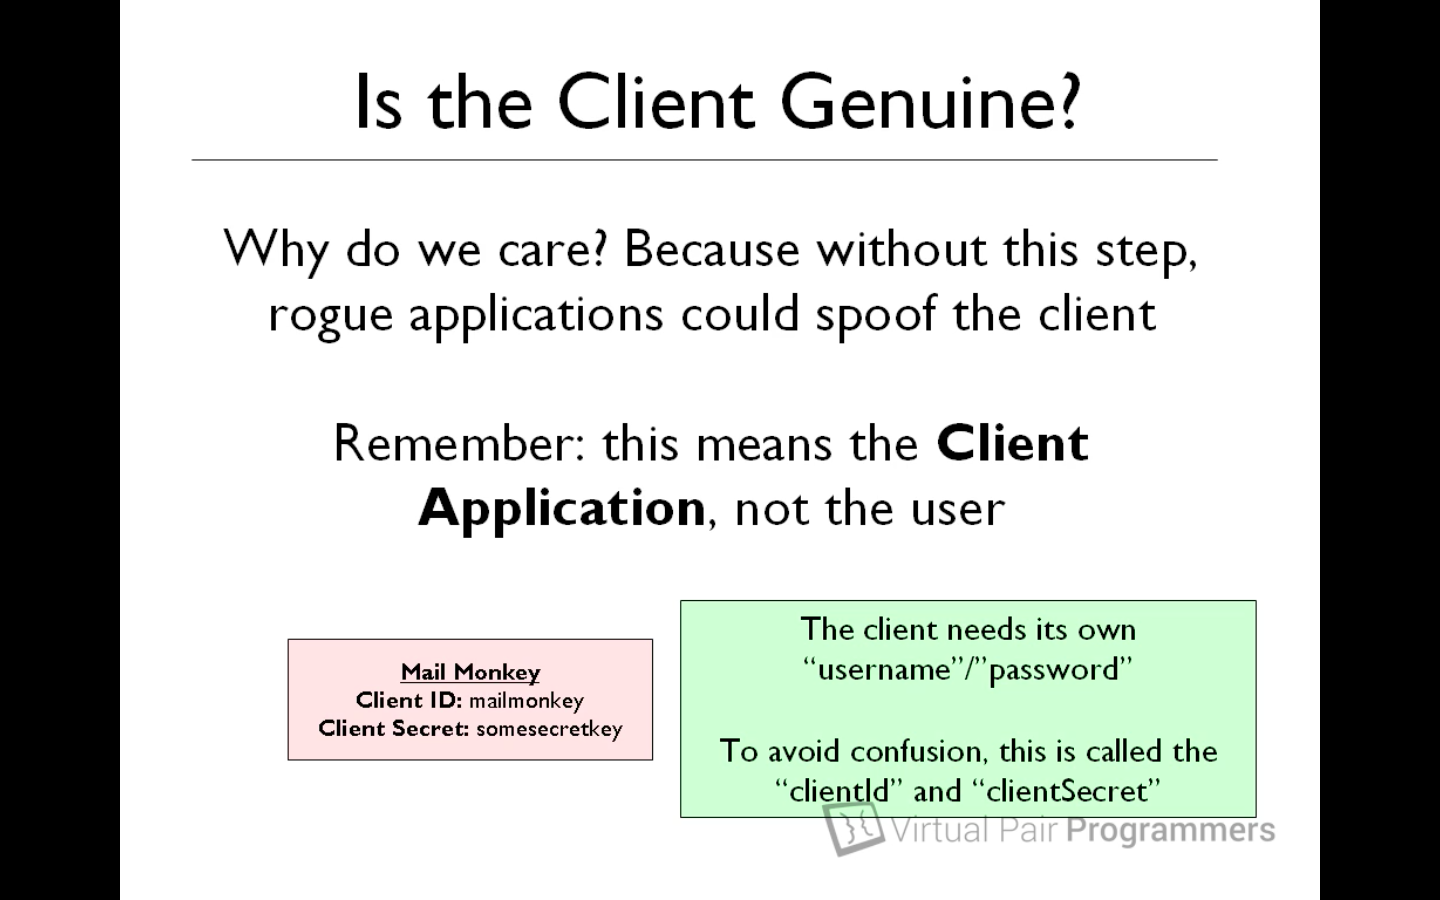 Is the Client Genuine?
Why do we care? Because without this step,
rogue applications could spoof the client
Remember: this means the Client
Application, not the user
Mail Monkey
Client ID: mailmonkey
Client Secret: somesecretkey
The client needs its own
“username”/”password”
To avoid confusion, this is called the
“clientId” and “clientSecret”
Virtual Pair Programmers